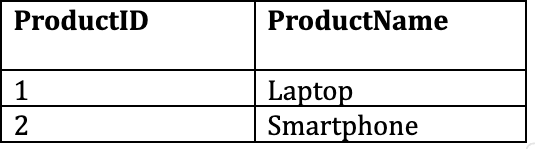 ProductID ProductName
1 Laptop
2 Smartphone